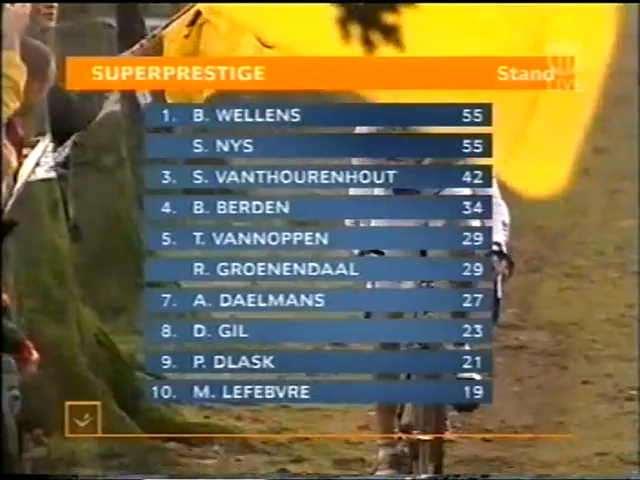 SUPERPRESTIGE Stand
LIVE
1. B. WELLENS 55
S. NYS 55
3. S. VANTHOURENHOUT 42
4. B. BERDEN 34
5. T. VANNOPPEN 29
R. GROENENDAAL 29
7. A. DAELMANS 27
8. D. GIL 23
9. P. DLASK 21
10. M. LEFEBVRE 19